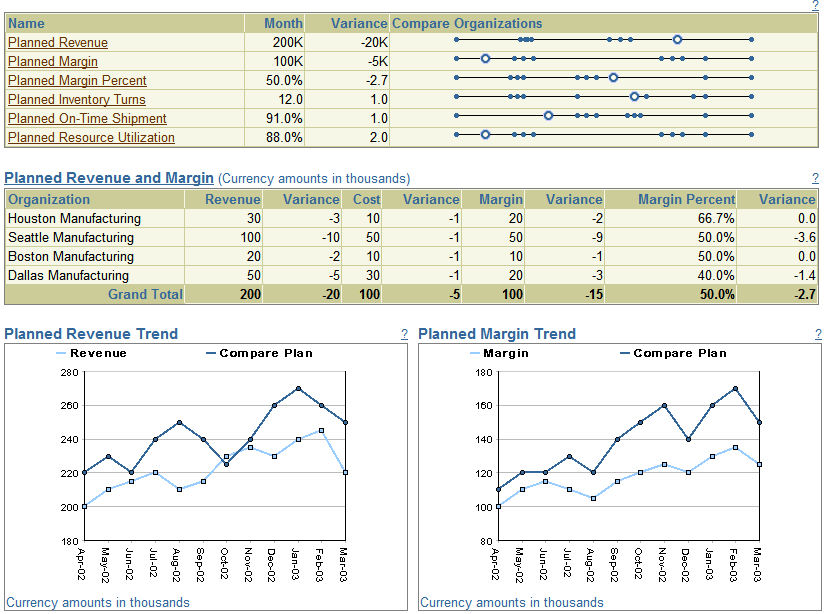 ?
Name Month Variance Compare Organizations
Planned Revenue 200K -20K
Planned Margin 100K -5K
Planned Margin Percent 50.0% -2.7
Planned Inventory Turns 12.0 1.0
Planned On-Time Shipment 91.0% 1.0
Planned Resource Utilization 88.0% 2.0
Planned Revenue and Margin (Currency amounts in thousands) ?
Organization Revenue Variance Cost Variance Margin Variance Margin Percent Variance
Houston Manufacturing 30 -3 10 -1 20 -2 66.7% 0.0
Seattle Manufacturing 100 -10 50 -1 50 -9 50.0% -3.6
Boston Manufacturing 20 -2 10 -1 10 -1 50.0% 0.0
Dallas Manufacturing 50 -5 30 -1 20 -3 40.0% -1.4
Grand Total 200 -20 100 -5 100 -15 50.0% -2.7
Planned Revenue Trend ?
Revenue Compare Plan
280
260
240
220
200
180
Apr-02 May-02 Jun-02 Jul-02 Aug-02 Sep-02 Oct-02 Nov-02 Dec-02 Jan-03 Feb-03 Mar-03
Currency amounts in thousands
Planned Margin Trend ?
Margin Compare Plan
180
160
140
120
100
80
Apr-02 May-02 Jun-02 Jul-02 Aug-02 Sep-02 Oct-02 Nov-02 Dec-02 Jan-03 Feb-03 Mar-03
Currency amounts in thousands